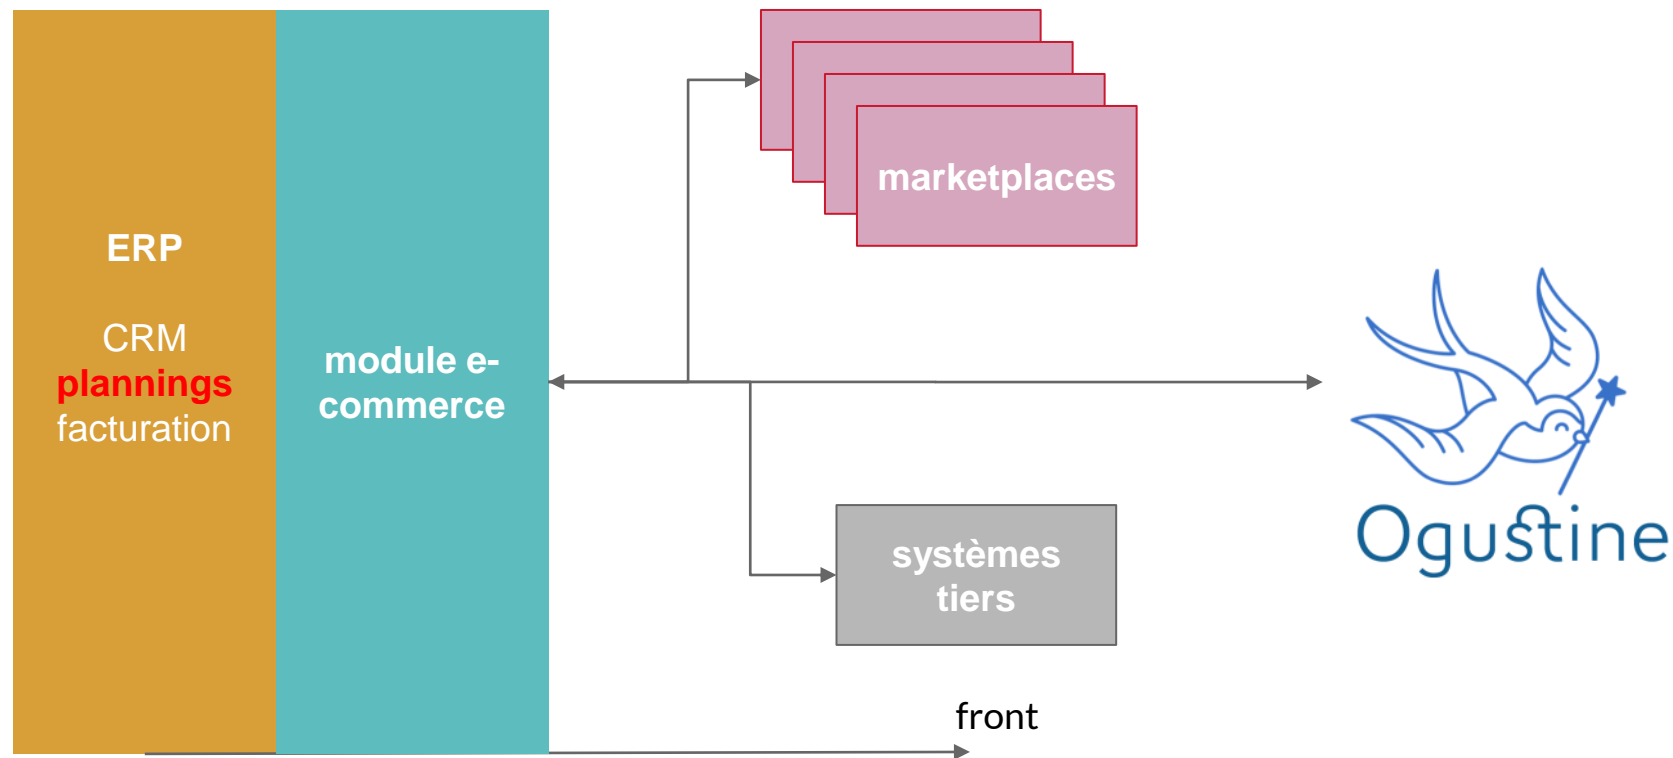 ERP
CRM
plannings
facturation
module e-
commerce
marketplaces
systèmes
tiers
Ogustine
front